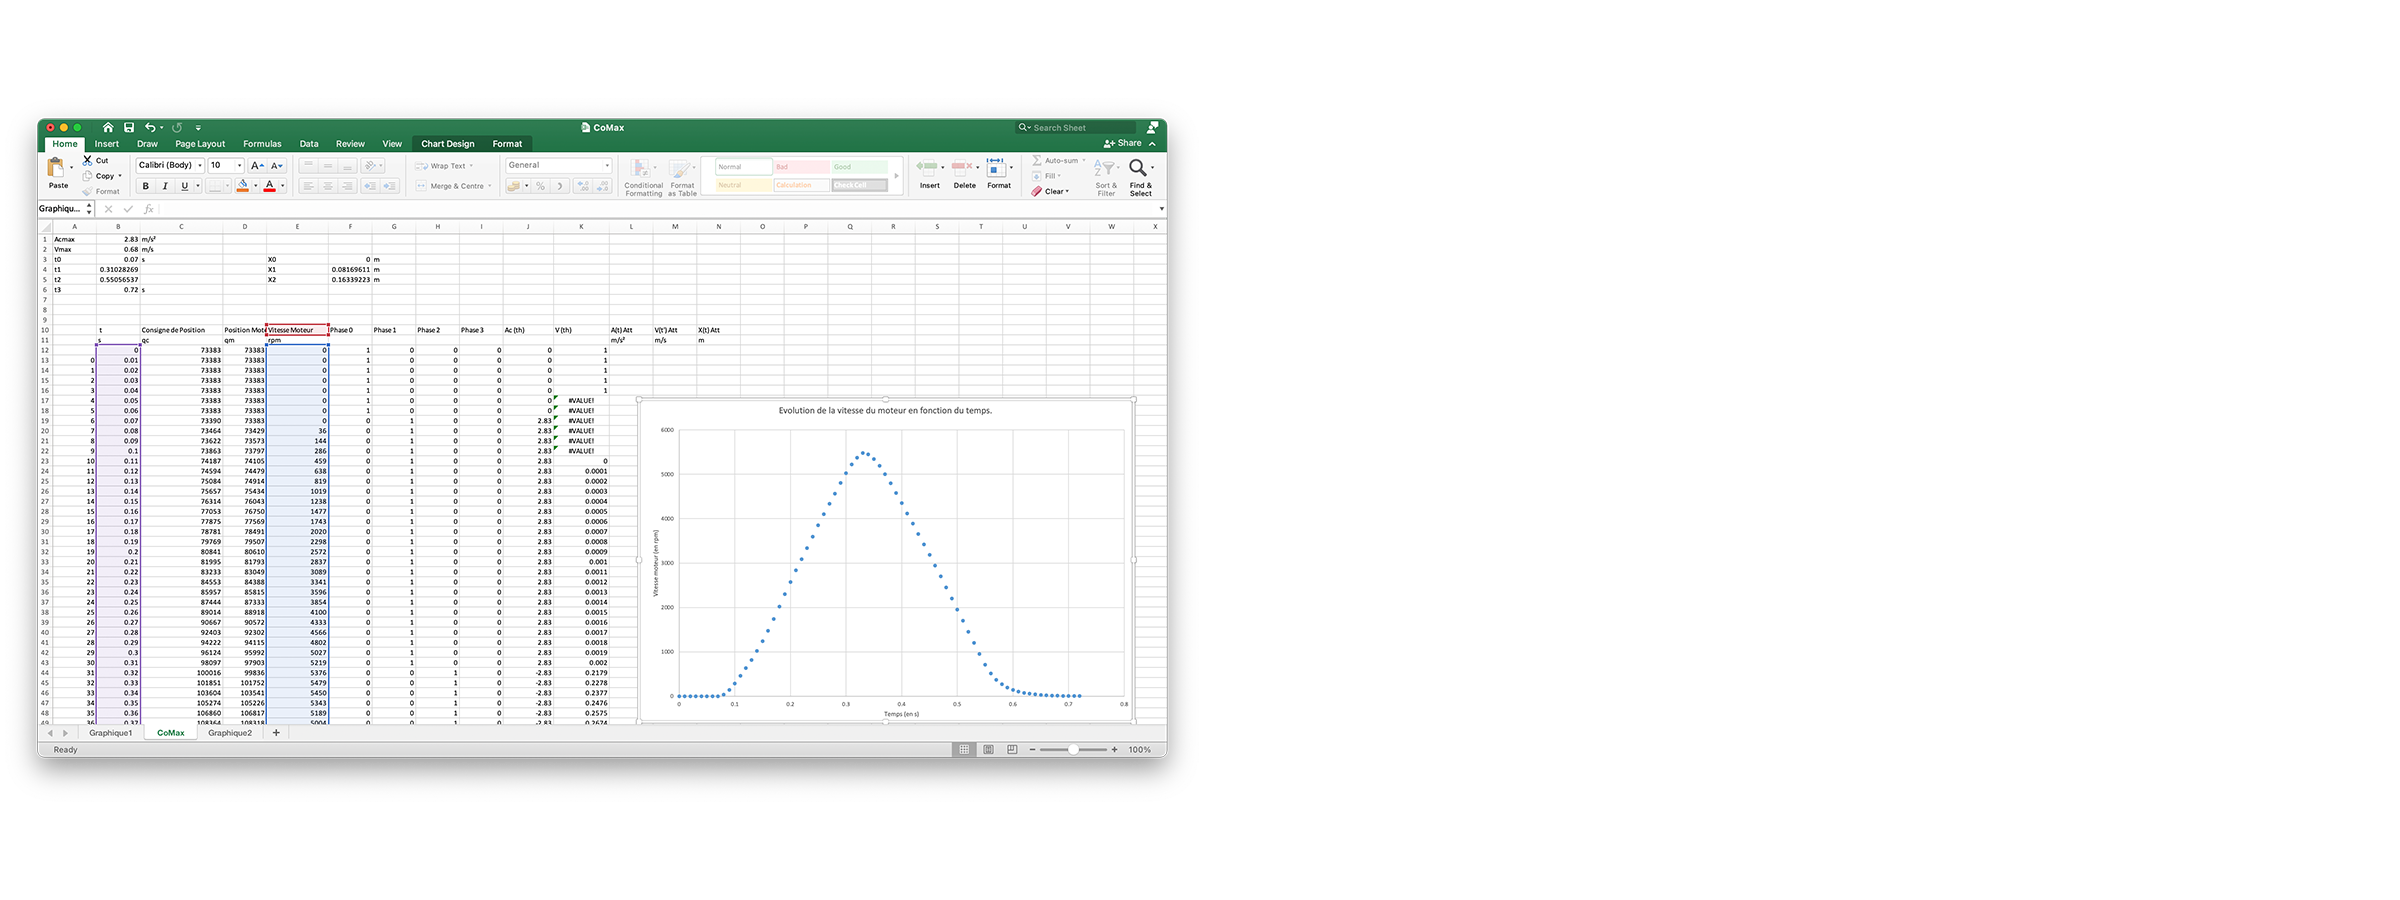 CoMax
Search Sheet
Home Insert Draw Page Layout Formulas Data Review View Chart Design Format
Share
Paste
Cut
Copy
Format
Calibri (Body) 10
B I U
Wrap Text
Merge & Centre
General
Conditional Formatting
Format as Table
Normal Bad Good
Neutral Calculation Check Cell
Insert Delete Format
Auto-sum
Fill
Clear
Sort & Filter
Find & Select
Graphiqu... fx
A B C D E F G H I J K L M N O P Q R S T U V W X
1 Acmax 2.83 m/s²
2 Vmax 0.68 m/s
3 t0 0.07 s X0 0 m
4 t1 0.31028269 X1 0.08169611 m
5 t2 0.55056537 X2 0.16339223 m
6 t3 0.72 s
7
8
9
10 t Consigne de Position Position Mote Vitesse Moteur Phase 0 Phase 1 Phase 2 Phase 3 Ac (th) V (th) A(t) Att V(t') Att X(t) Att
11 s qc qm rpm m/s² m/s m
12 0 73383 73383 0 1 0 0 0 0 1
13 0 0.01 73383 73383 0 1 0 0 0 0 1
14 1 0.02 73383 73383 0 1 0 0 0 0 1
15 2 0.03 73383 73383 0 1 0 0 0 0 1
16 3 0.04 73383 73383 0 1 0 0 0 0 1
17 4 0.05 73383 73383 0 1 0 0 0 0 #VALUE!
18 5 0.06 73383 73383 0 1 0 0 0 0 #VALUE!
19 6 0.07 73390 73383 0 0 1 0 0 2.83 #VALUE!
20 7 0.08 73464 73429 36 0 1 0 0 2.83 #VALUE!
21 8 0.09 73622 73573 144 0 1 0 0 2.83 #VALUE!
22 9 0.1 73863 73797 286 0 1 0 0 2.83 #VALUE!
23 10 0.11 74187 74105 459 0 1 0 0 2.83 0
24 11 0.12 74594 74479 638 0 1 0 0 2.83 0.0001
25 12 0.13 75084 74914 819 0 1 0 0 2.83 0.0002
26 13 0.14 75657 75434 1019 0 1 0 0 2.83 0.0003
27 14 0.15 76314 76043 1238 0 1 0 0 2.83 0.0004
28 15 0.16 77053 76750 1477 0 1 0 0 2.83 0.0005
29 16 0.17 77875 77569 1743 0 1 0 0 2.83 0.0006
30 17 0.18 78781 78491 2020 0 1 0 0 2.83 0.0007
31 18 0.19 79769 79507 2298 0 1 0 0 2.83 0.0008
32 19 0.2 80841 80610 2572 0 1 0 0 2.83 0.0009
33 20 0.21 81995 81793 2837 0 1 0 0 2.83 0.001
34 21 0.22 83233 83049 3089 0 1 0 0 2.83 0.0011
35 22 0.23 84553 84388 3341 0 1 0 0 2.83 0.0012
36 23 0.24 85957 85815 3596 0 1 0 0 2.83 0.0013
37 24 0.25 87444 87333 3854 0 1 0 0 2.83 0.0014
38 25 0.26 89014 88918 4100 0 1 0 0 2.83 0.0015
39 26 0.27 90667 90572 4333 0 1 0 0 2.83 0.0016
40 27 0.28 92403 92302 4566 0 1 0 0 2.83 0.0017
41 28 0.29 94222 94115 4802 0 1 0 0 2.83 0.0018
42 29 0.3 96124 95992 5027 0 1 0 0 2.83 0.0019
43 30 0.31 98097 97903 5219 0 1 0 0 2.83 0.002
44 31 0.32 100016 99836 5376 0 0 1 0 -2.83 0.2179
45 32 0.33 101851 101752 5479 0 0 1 0 -2.83 0.2278
46 33 0.34 103604 103541 5450 0 0 1 0 -2.83 0.2377
47 34 0.35 105274 105226 5343 0 0 1 0 -2.83 0.2476
48 35 0.36 106860 106817 5189 0 0 1 0 -2.83 0.2575
49 36 0.37 108364 108318 5004 0 0 1 0 -2.83 0.2674
Evolution de la vitesse du moteur en fonction du temps.
6000
5000
4000
3000
2000
1000
0
Vitesse moteur (en rpm)
0 0.1 0.2 0.3 0.4 0.5 0.6 0.7 0.8
Temps (en s)
Graphique1 CoMax Graphique2 +
Ready
100%